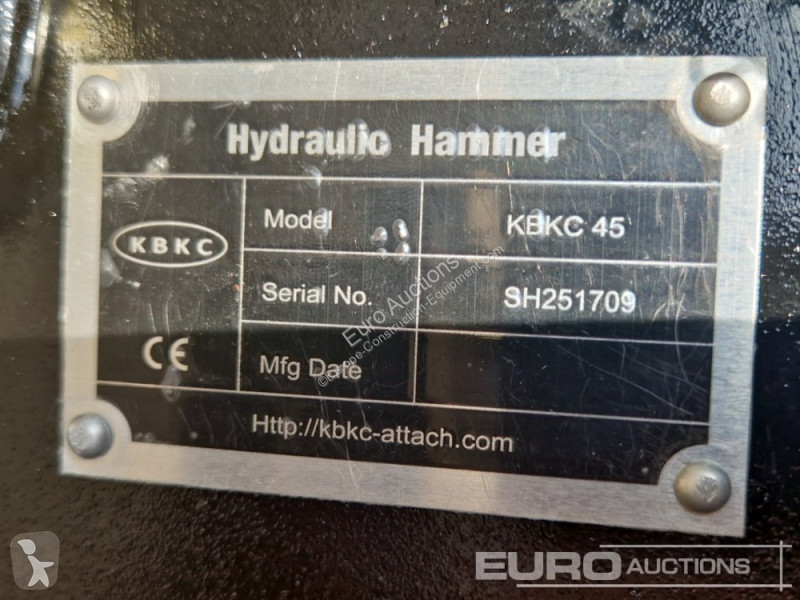 Hydraulic Hammer
KBKC
Model KBKC 45
Serial No. SH251709
CE
Mfg Date
Http://kbkc-attach.com
Euro Auctions
©Europe-Construction-Equipment.com
EURO AUCTIONS